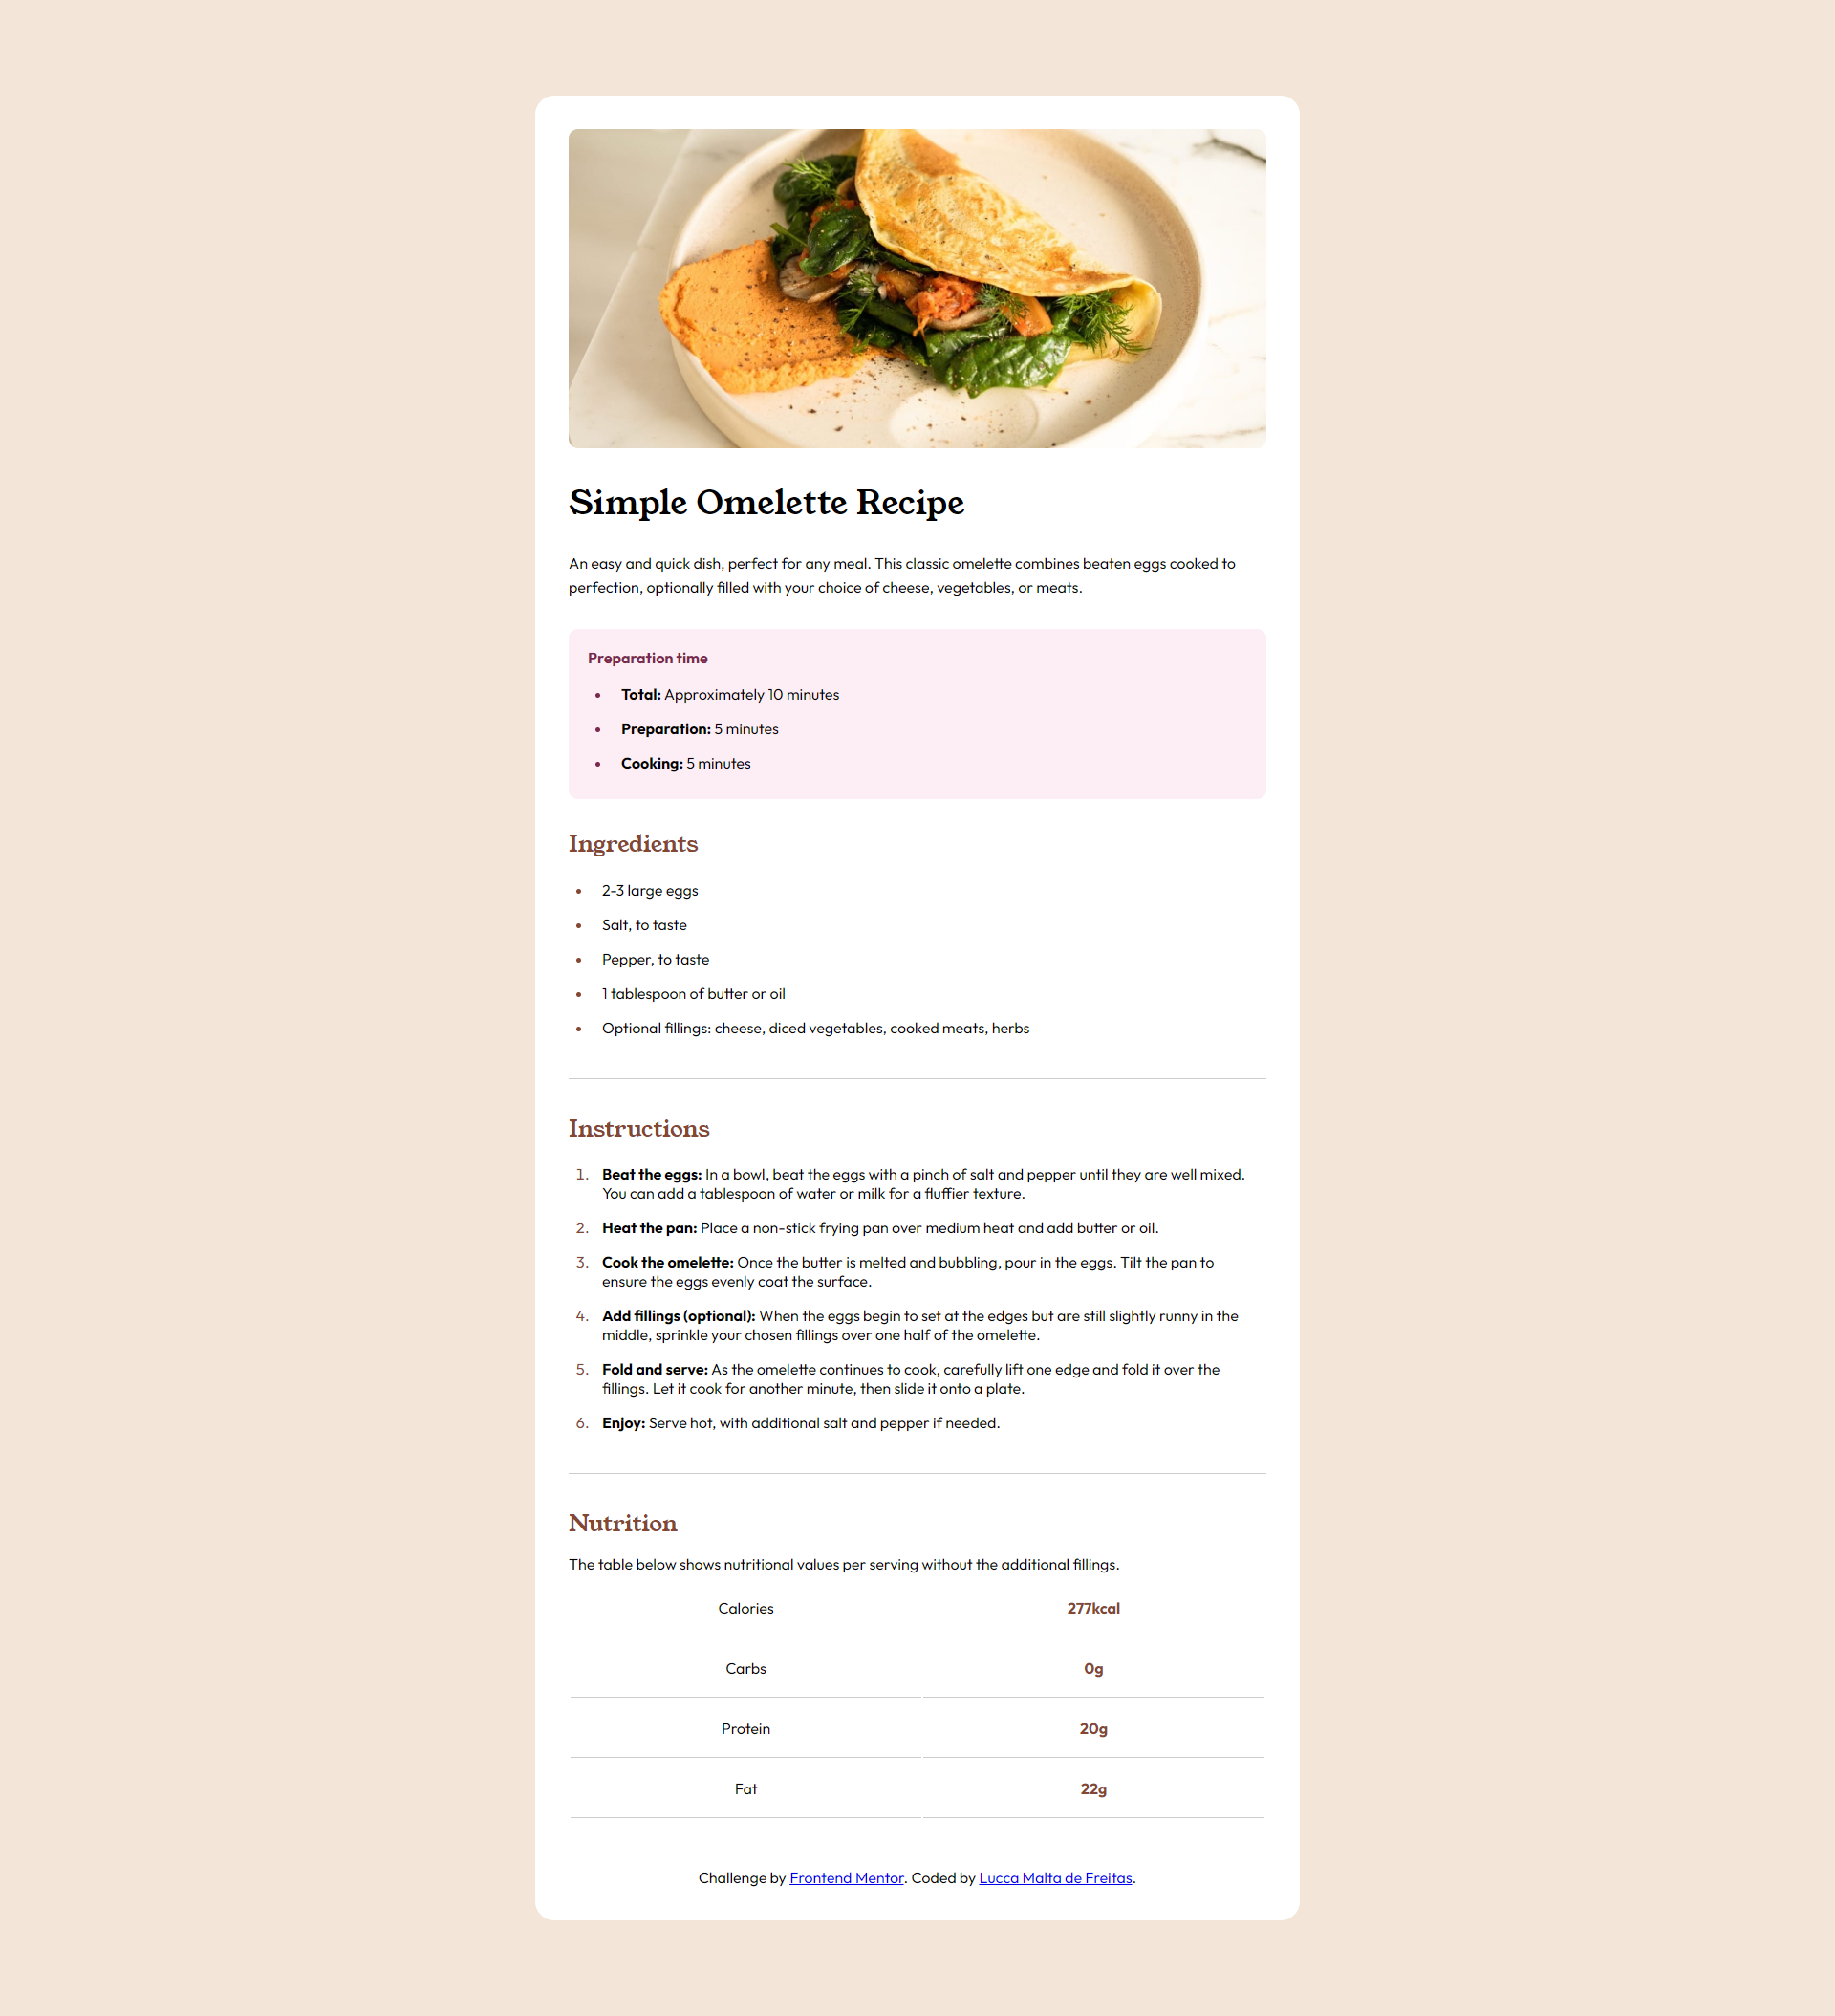 Simple Omelette Recipe
An easy and quick dish, perfect for any meal. This classic omelette combines beaten eggs cooked to
perfection, optionally filled with your choice of cheese, vegetables, or meats.
Preparation time
• Total: Approximately 10 minutes
• Preparation: 5 minutes
• Cooking: 5 minutes
Ingredients
• 2-3 large eggs
• Salt, to taste
• Pepper, to taste
• 1 tablespoon of butter or oil
• Optional fillings: cheese, diced vegetables, cooked meats, herbs
Instructions
1. Beat the eggs: In a bowl, beat the eggs with a pinch of salt and pepper until they are well mixed.
You can add a tablespoon of water or milk for a fluffier texture.
2. Heat the pan: Place a non-stick frying pan over medium heat and add butter or oil.
3. Cook the omelette: Once the butter is melted and bubbling, pour in the eggs. Tilt the pan to
ensure the eggs evenly coat the surface.
4. Add fillings (optional): When the eggs begin to set at the edges but are still slightly runny in the
middle, sprinkle your chosen fillings over one half of the omelette.
5. Fold and serve: As the omelette continues to cook, carefully lift one edge and fold it over the
fillings. Let it cook for another minute, then slide it onto a plate.
6. Enjoy: Serve hot, with additional salt and pepper if needed.
Nutrition
The table below shows nutritional values per serving without the additional fillings.
Calories 277kcal
Carbs 0g
Protein 20g
Fat 22g
Challenge by Frontend Mentor. Coded by Lucca Malta de Freitas.